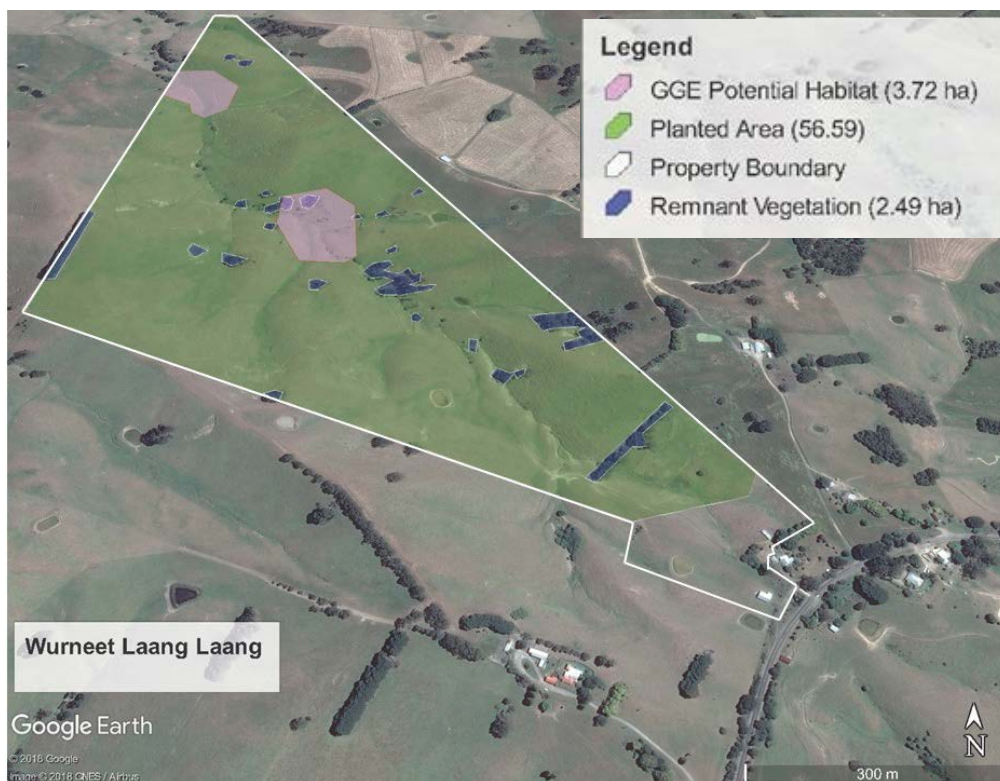 Legend
GGE Potential Habitat (3.72 ha)
Planted Area (56.59)
Property Boundary
Remnant Vegetation (2.49 ha)
Wurneet Laang Laang
Google Earth
© 2018 Google
Image © 2018 CNES / Airbus
N
300 m